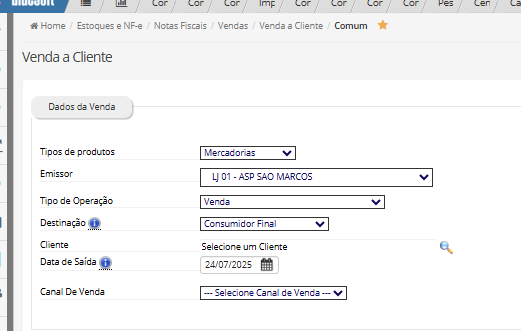 Cor
Cor
Imp
Cor
Cor
Cor
Cor
Pes
Cer
Ca
Home / Estoques e NF-e / Notas Fiscais / Vendas / Venda a Cliente / Comum
Venda a Cliente
Dados da Venda
Tipos de produtos Mercadorias
Emissor LJ 01 - ASP SAO MARCOS
Tipo de Operação Venda
Destinação Consumidor Final
Cliente Selecione um Cliente
Data de Saída 24/07/2025
Canal De Venda --- Selecione Canal de Venda ---